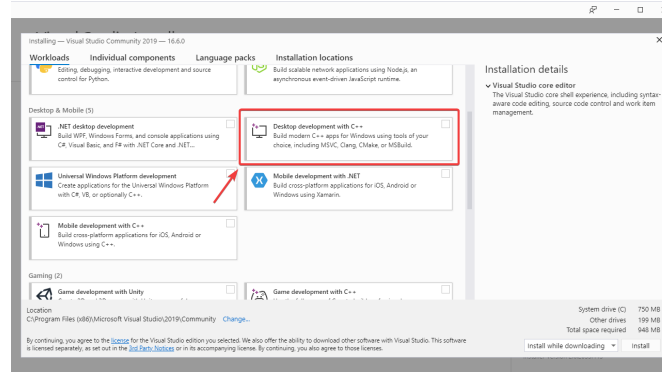 Installing — Visual Studio Community 2019 — 16.6.0
Workloads Individual components Language packs Installation locations
Editing, debugging, interactive development and source
control for Python.
Build scalable network applications using Node.js, an
asynchronous event-driven JavaScript runtime.
Desktop & Mobile (5)
.NET desktop development
Build WPF, Windows Forms, and console applications using
C#, Visual Basic, and F# with .NET Core and .NET...
Desktop development with C++
Build modern C++ apps for Windows using tools of your
choice, including MSVC, Clang, CMake, or MSBuild.
Universal Windows Platform development
Create applications for the Universal Windows Platform
with C#, VB, or optionally C++.
Mobile development with .NET
Build cross-platform applications for iOS, Android or
Windows using Xamarin.
Mobile development with C++
Build cross-platform applications for iOS, Android or
Windows using C++.
Gaming (2)
Game development with Unity
Game development with C++
Installation details
Visual Studio core editor
The Visual Studio core shell experience, including syntax-
aware code editing, source code control and work item
management.
Location
C:\Program Files (x86)\Microsoft Visual Studio\2019\Community Change...
By continuing, you agree to the license for the Visual Studio edition you selected. We also offer the ability to download other software with Visual Studio. This software
is licensed separately, as set out in the 3rd Party Notices or in its accompanying license. By continuing, you also agree to those licenses.
System drive (C) 750 MB
Other drives 199 MB
Total space required 948 MB
Install while downloading Install